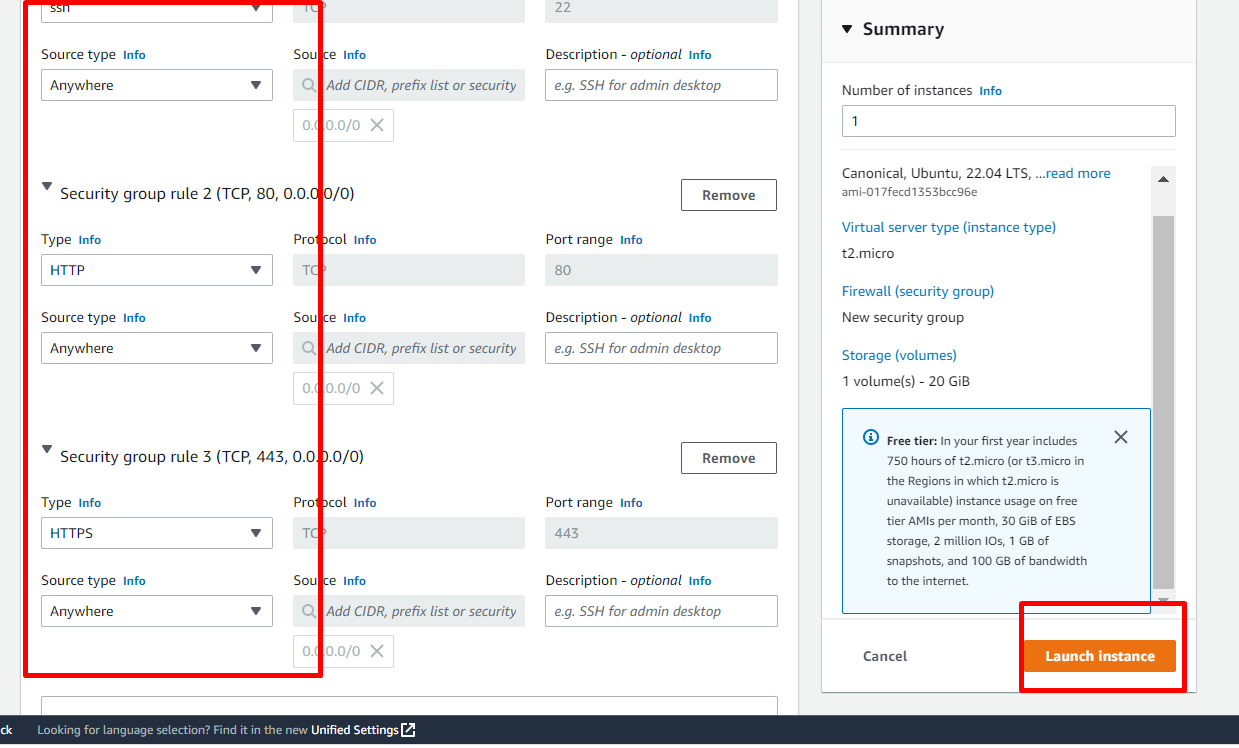 ssh TCP 22
Source type Info Source Info Description - optional Info
Anywhere Add CIDR, prefix list or security e.g. SSH for admin desktop
0.0.0.0/0
Security group rule 2 (TCP, 80, 0.0.0.0/0) Remove
Type Info Protocol Info Port range Info
HTTP TCP 80
Source type Info Source Info Description - optional Info
Anywhere Add CIDR, prefix list or security e.g. SSH for admin desktop
0.0.0.0/0
Security group rule 3 (TCP, 443, 0.0.0.0/0) Remove
Type Info Protocol Info Port range Info
HTTPS TCP 443
Source type Info Source Info Description - optional Info
Anywhere Add CIDR, prefix list or security e.g. SSH for admin desktop
0.0.0.0/0
Summary
Number of instances Info
1
Canonical, Ubuntu, 22.04 LTS, ...read more
ami-017fecd1353bcc96e
Virtual server type (instance type)
t2.micro
Firewall (security group)
New security group
Storage (volumes)
1 volume(s) - 20 GiB
Free tier: In your first year includes
750 hours of t2.micro (or t3.micro in
the Regions in which t2.micro is
unavailable) instance usage on free
tier AMIs per month, 30 GiB of EBS
storage, 2 million IOs, 1 GB of
snapshots, and 100 GB of bandwidth
to the internet.
Cancel Launch instance
ck Looking for language selection? Find it in the new Unified Settings